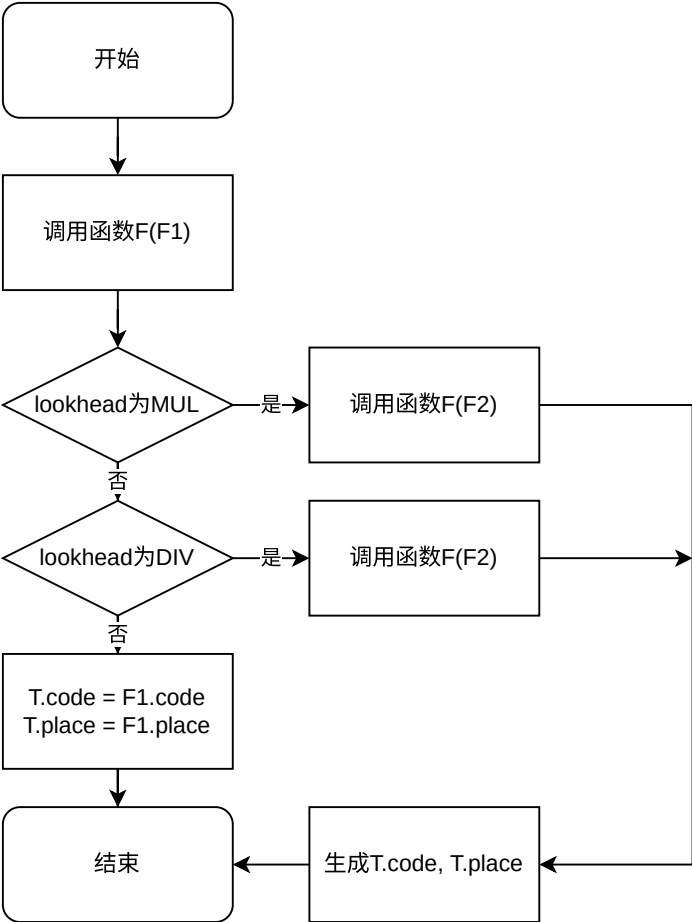 开始
调用函数F(F1)
lookhead为MUL
是
调用函数F(F2)
否
lookhead为DIV
是
调用函数F(F2)
否
T.code = F1.code
T.place = F1.place
结束
生成T.code, T.place